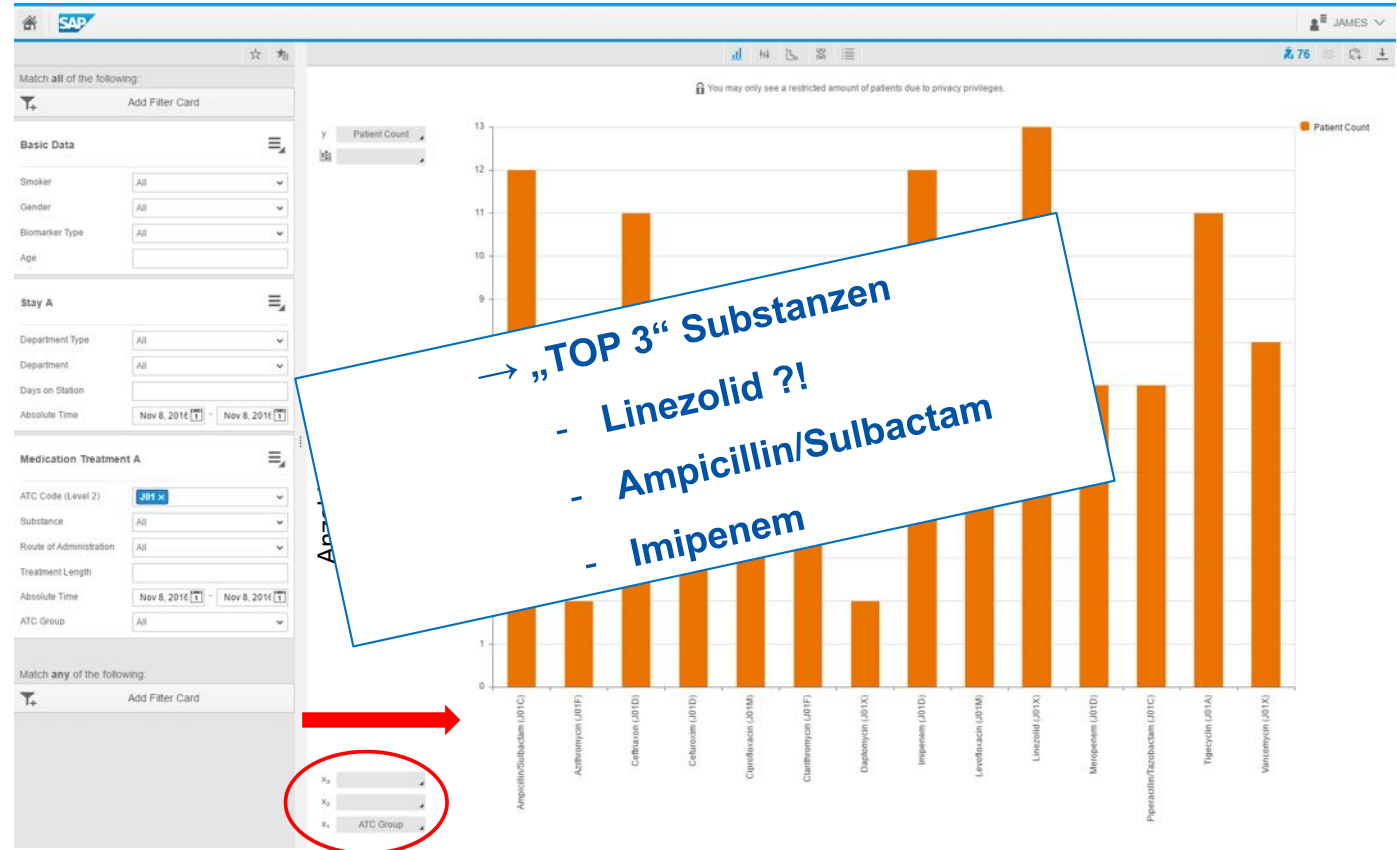 SAP
JAMES
Match all of the following:
Add Filter Card
Basic Data
Smoker All
Gender All
Biomarker Type All
Age
Stay A
Department Type All
Department All
Days on Station
Absolute Time Nov 8, 2016 - Nov 8, 2016
Medication Treatment A
ATC Code (Level 2) J01 ×
Substance All
Route of Administration All
Treatment Length
Absolute Time Nov 8, 2016 - Nov 8, 2016
ATC Group All
Match any of the following:
Add Filter Card
76
You may only see a restricted amount of patients due to privacy privileges.
y Patient Count
Patient Count
13
12
11
10
9
1
0
→ „TOP 3“ Substanzen
- Linezolid ?!
- Ampicillin/Sulbactam
- Imipenem
Ampicillin/Sulbactam (J01C)
Azithromycin (J01F)
Ceftriaxon (J01D)
Cefuroxim (J01D)
Ciprofloxacin (J01M)
Clarithromycin (J01F)
Daptomycin (J01X)
Imipenem (J01D)
Levofloxacin (J01M)
Linezolid (J01X)
Meropenem (J01D)
Piperacillin/Tazobactam (J01C)
Tigecyclin (J01A)
Vancomycin (J01X)
X₃
X₂
X₁ ATC Group